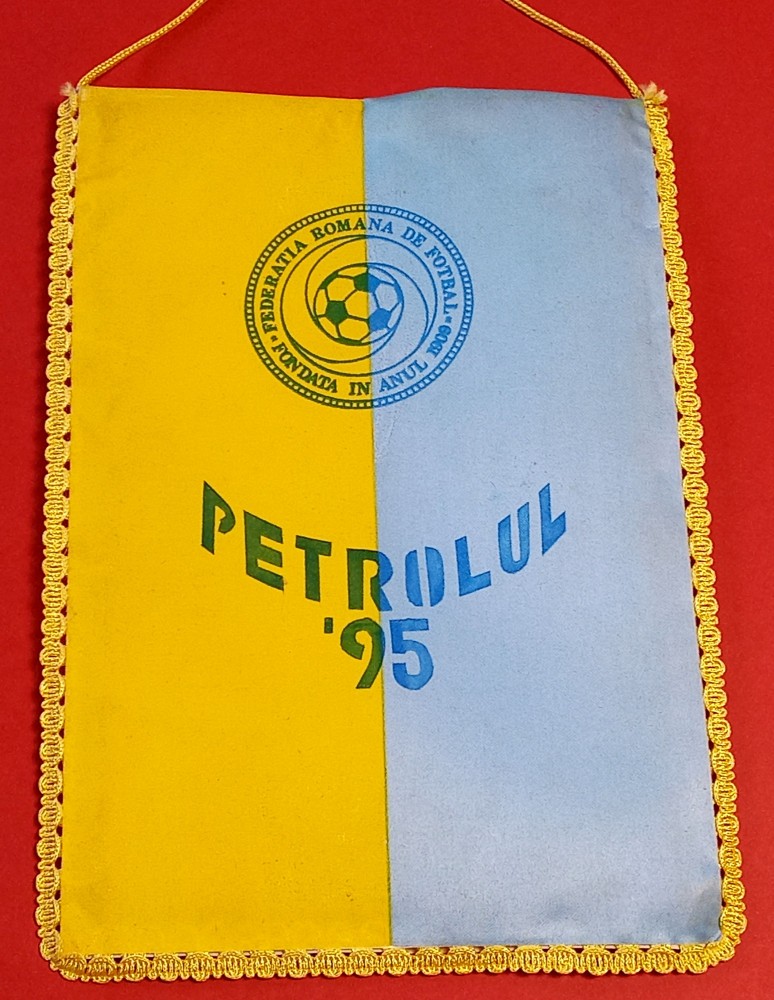 FEDERATIA ROMANA DE FOTBAL
FONDATA IN ANUL 1909
PETROLUL
'95